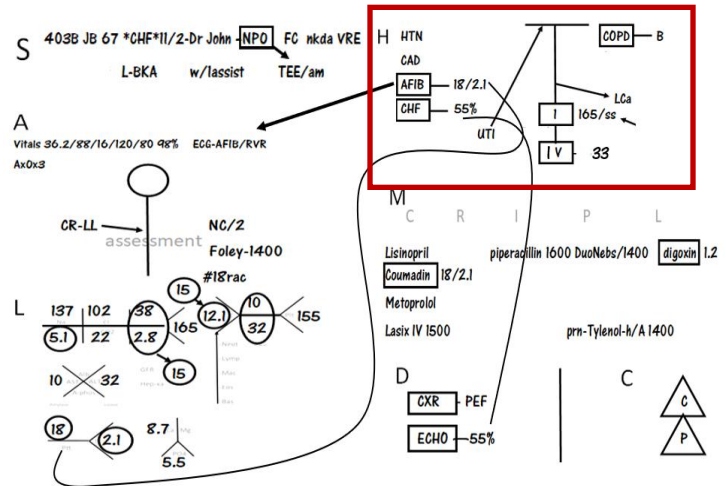 S 403B JB 67 *CHF*11/2-Dr John-NPO FC nkda VRE
L-BKA w/1assist TEE/am
H HTN
CAD
AFIB 18/2.1
CHF 55%
UTI
COPD B
LCa
I 165/ss
IV 33
A
Vitals 36.2/88/16/120/80 98% ECG-AFIB/RVR
AxOx3
CR-LL
assessment
NC/2
Foley-1400
#18rac
M
C R I P L
Lisinopril piperacillin 1600 DuoNebs/1400 digoxin 1.2
Coumadin 18/2.1
Metoprolol
Lasix IV 1500 prn-Tylenol-h/A 1400
L
137 102 38 165
5.1 22 2.8
15
15
12.1 10 155
32
10 32
18 2.1
8.7
5.5
D
CXR PEF
ECHO 55%
C
C
P